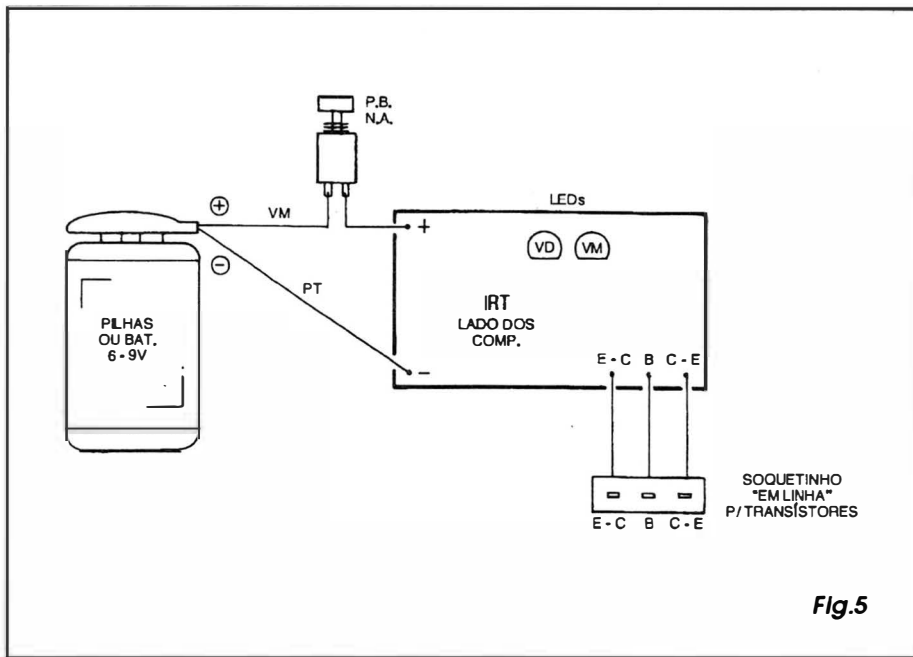 P.B.
N.A.
LEDs
+
VM
+
VD
VM
-
PT
IRT
LADO DOS
COMP.
PILHAS
OU BAT.
6 - 9V
-
E - C B C - E
SOQUETINHO
"EM LINHA"
P/ TRANSÍSTORES
E - C B C - E
Fig.5